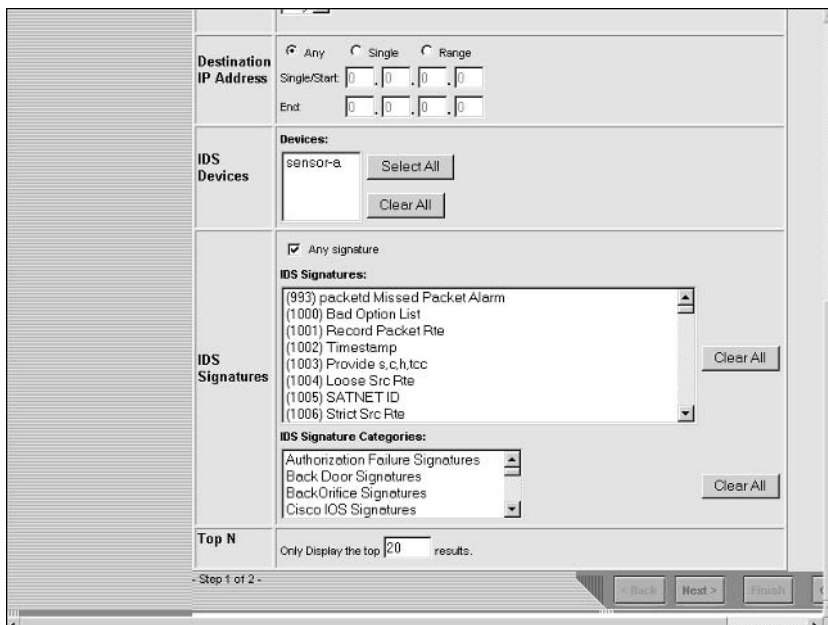 Destination IP Address
Any Single Range
Single/Start: 0 . 0 . 0 . 0
End: 0 . 0 . 0 . 0
IDS Devices
Devices:
sensor-a
Select All
Clear All
IDS Signatures
Any signature
IDS Signatures:
(993) packetd Missed Packet Alarm
(1000) Bad Option List
(1001) Record Packet Rte
(1002) Timestamp
(1003) Provide s,c,h,tcc
(1004) Loose Src Rte
(1005) SATNET ID
(1006) Strict Src Rte
Clear All
IDS Signature Categories:
Authorization Failure Signatures
Back Door Signatures
BackOrifice Signatures
Cisco IOS Signatures
Clear All
Top N
Only Display the top 20 results.
- Step 1 of 2 -
< Back Next > Finish